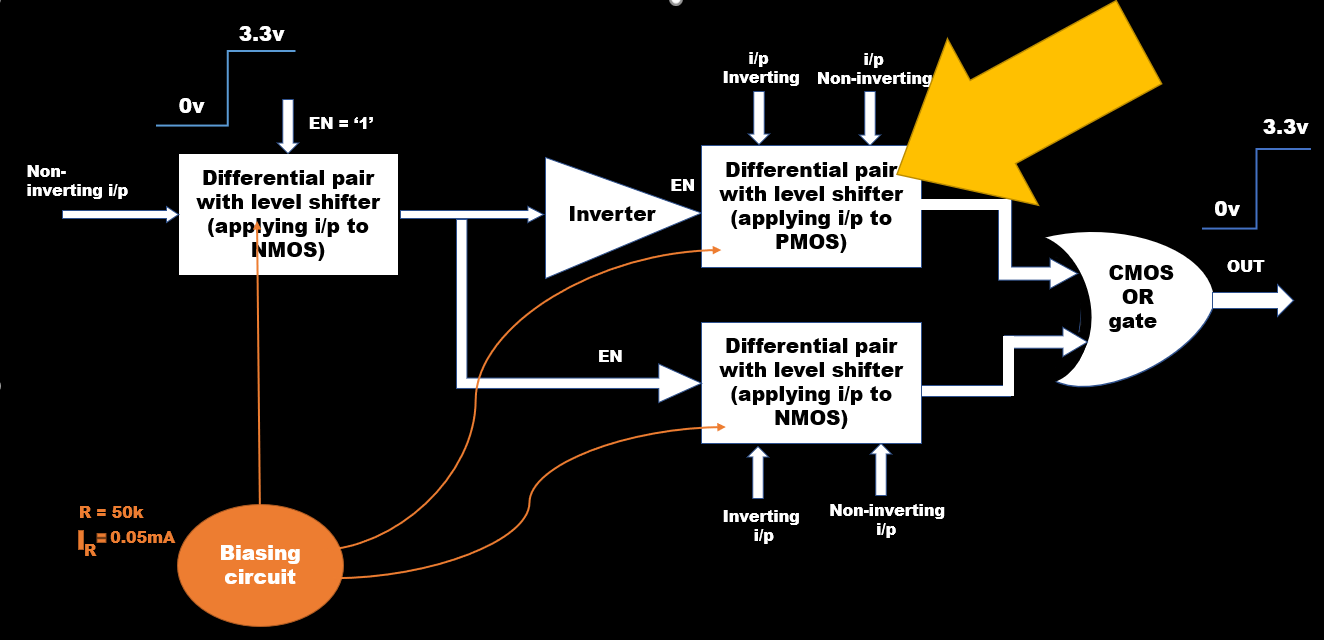 3.3v
0v
EN = ‘1’
Non-
inverting i/p
Differential pair
with level shifter
(applying i/p to
NMOS)
Inverter
EN
i/p
Inverting
i/p
Non-inverting
Differential pair
with level shifter
(applying i/p to
PMOS)
EN
Differential pair
with level shifter
(applying i/p to
NMOS)
Inverting
i/p
Non-inverting
i/p
CMOS
OR
gate
3.3v
0v
OUT
R = 50k
IR = 0.05mA
Biasing
circuit